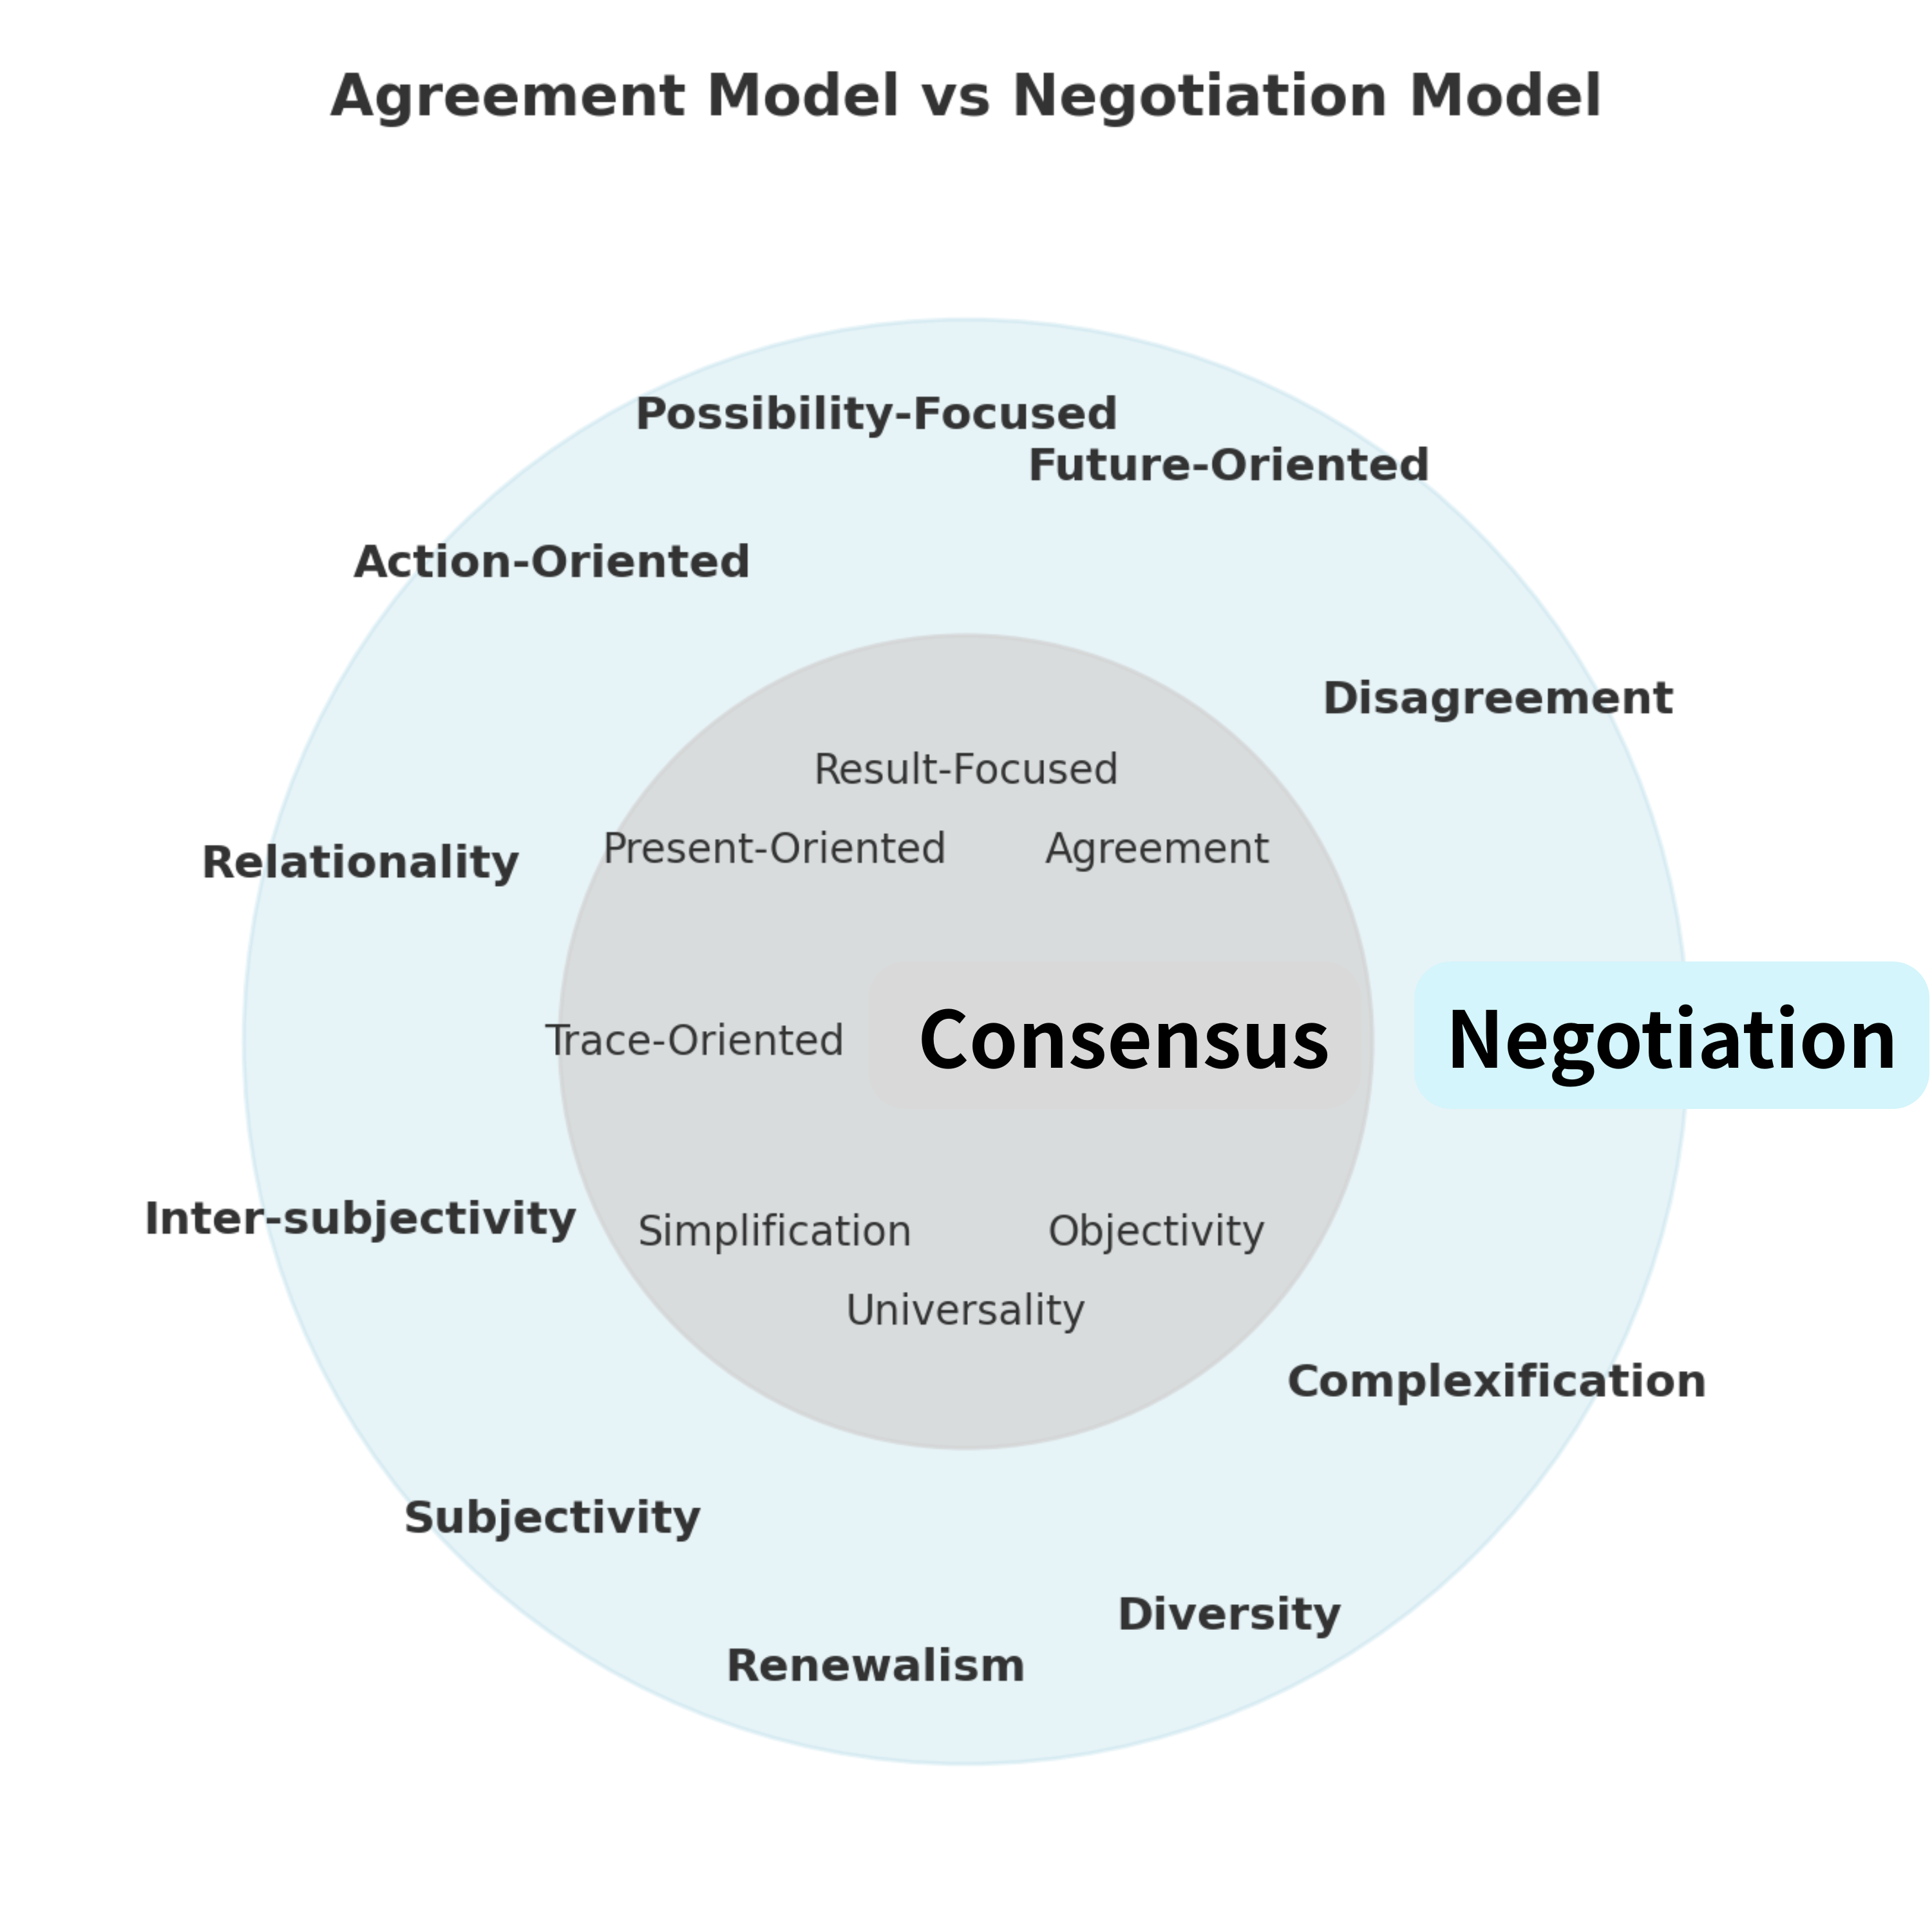 Agreement Model vs Negotiation Model
Possibility-Focused
Future-Oriented
Action-Oriented
Disagreement
Result-Focused
Present-Oriented
Agreement
Relationality
Trace-Oriented
Consensus
Negotiation
Inter-subjectivity
Simplification
Objectivity
Universality
Complexification
Subjectivity
Diversity
Renewalism